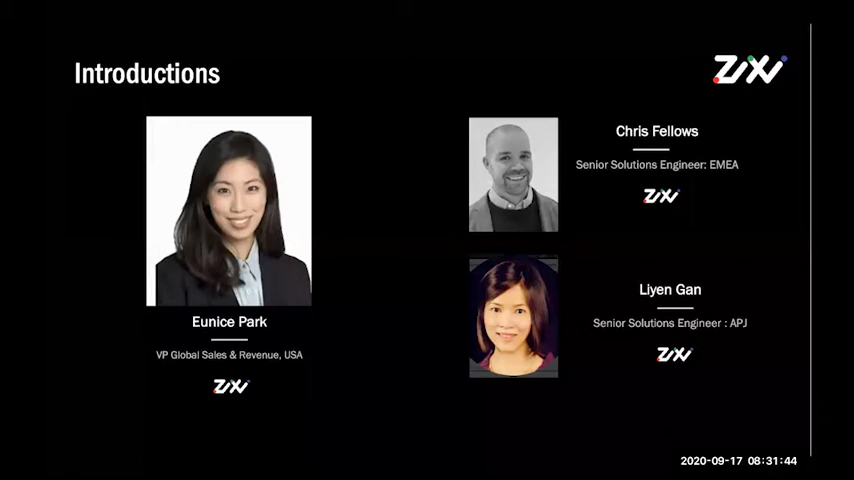 Introductions
ZIXI
Eunice Park
VP Global Sales & Revenue, USA
ZIXI
Chris Fellows
Senior Solutions Engineer: EMEA
ZIXI
Liyen Gan
Senior Solutions Engineer : APJ
ZIXI
2020-09-17 08:31:44